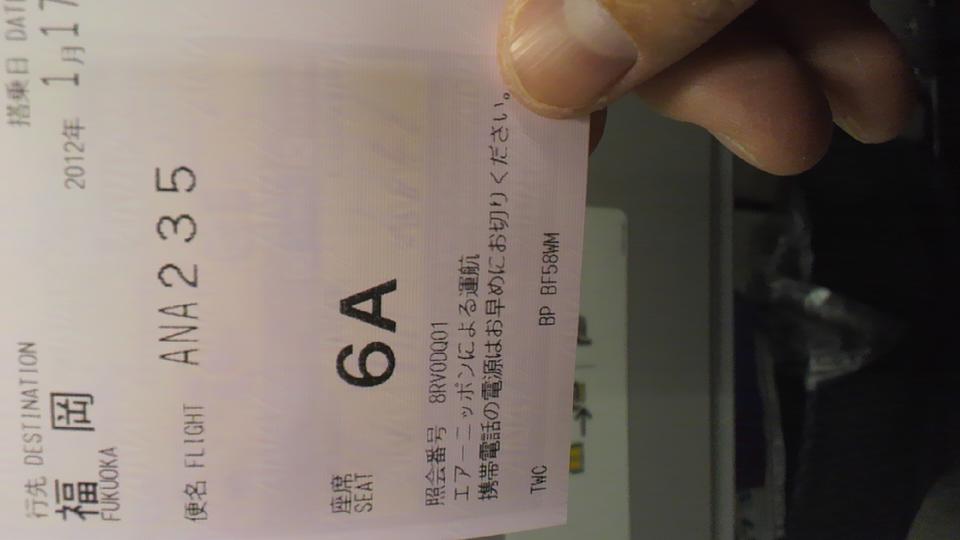 行先 DESTINATION 搭乗日 DATE
福 岡 2012年 1月17
FUKUOKA
便名 FLIGHT ANA235
座席 6A
SEAT
照会番号 8RV0DQ01
エアーニッポンによる運航
携帯電話の電源はお早めにお切りください。
TWC BP BF58WM